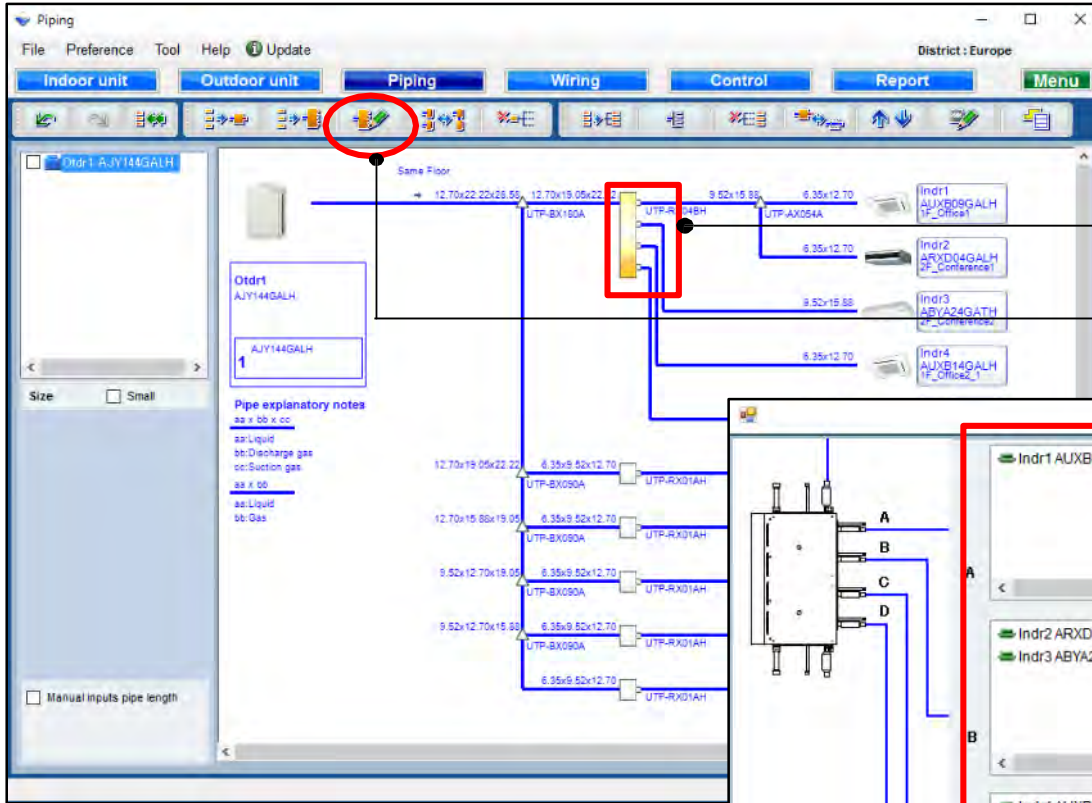 Piping
File Preference Tool Help Update District : Europe
Indoor unit Outdoor unit Piping Wiring Control Report Menu
Otdr1 AJY144GALH
Size Small
Manual inputs pipe length
Same Floor
12.70x22.22x28.58 12.70x19.05x22.22 9.52x15.88 6.35x12.70
UTP-BX180A UTP-AX054A
Indr1
AUXB09GALH
1F_Office1
6.35x12.70
Indr2
ARXD04GALH
2F_Conference1
9.52x15.88
Indr3
ABYA24GATH
2F_Conference2
6.35x12.70
Indr4
AUXB14GALH
1F_Office2_1
Otdr1
AJY144GALH
AJY144GALH
1
Pipe explanatory notes
aa x bb x cc
aa:Liquid
bb:Discharge gas
cc:Suction gas
aa x bb
aa:Liquid
bb:Gas
12.70x19.05x22.22 6.35x9.52x12.70
UTP-BX090A UTP-RX01AH
12.70x15.88x19.05 6.35x9.52x12.70
UTP-BX090A UTP-RX01AH
9.52x12.70x19.05 6.35x9.52x12.70
UTP-BX090A UTP-RX01AH
9.52x12.70x15.88 6.35x9.52x12.70
UTP-BX090A UTP-RX01AH
6.35x9.52x12.70
UTP-RX01AH
A
B
C
D
A
Indr1 AUXB
Indr2 ARXD
Indr3 ABYA2
B